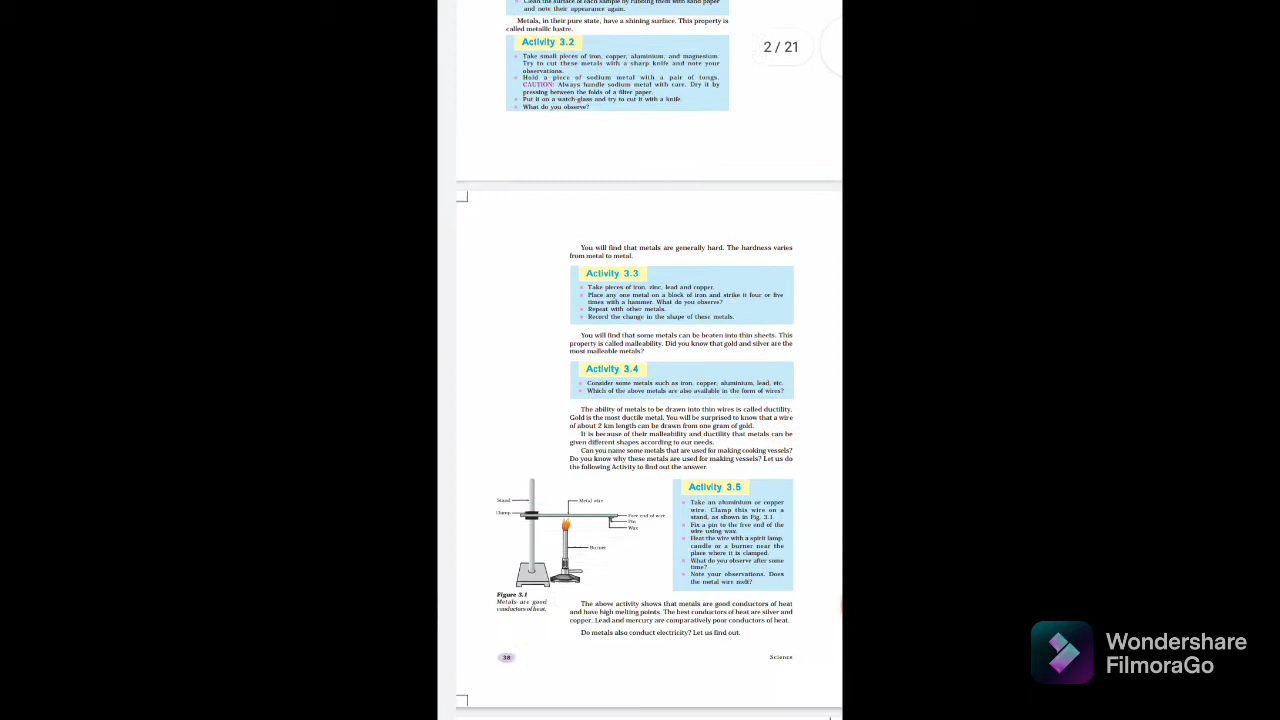 Clean the surface of each sample by rubbing them with sand paper
and note their appearance again.
Metals, in their pure state, have a shining surface. This property is
called metallic lustre.
Activity 3.2
Take small pieces of iron, copper, aluminium, and magnesium.
Try to cut these metals with a sharp knife and note your
observations.
Hold a piece of sodium metal with a pair of tongs.
CAUTION: Always handle sodium metal with care. Dry it by
pressing between the folds of a filter paper.
Put it on a watch-glass and try to cut it with a knife.
What do you observe?
2 / 21
You will find that metals are generally hard. The hardness varies
from metal to metal.
Activity 3.3
Take pieces of iron, zinc, lead and copper.
Place any one metal on a block of iron and strike it four or five
times with a hammer. What do you observe?
Repeat with other metals.
Record the change in the shape of these metals.
You will find that some metals can be beaten into thin sheets. This
property is called malleability. Did you know that gold and silver are the
most malleable metals?
Activity 3.4
Consider some metals such as iron, copper, aluminium, lead, etc.
Which of the above metals are also available in the form of wires?
The ability of metals to be drawn into thin wires is called ductility.
Gold is the most ductile metal. You will be surprised to know that a wire
of about 2 km length can be drawn from one gram of gold.
It is because of their malleability and ductility that metals can be
given different shapes according to our needs.
Can you name some metals that are used for making cooking vessels?
Do you know why these metals are used for making vessels? Let us do
the following Activity to find out the answer.
Stand
Clamp
Metal wire
Free end of wire
Pin
Wax
Burner
Figure 3.1
Metals are good
conductors of heat.
Activity 3.5
Take an aluminium or copper
wire. Clamp this wire on a
stand, as shown in Fig. 3.1.
Fix a pin to the free end of the
wire using wax.
Heat the wire with a spirit lamp,
candle or a burner near the
place where it is clamped.
What do you observe after some
time?
Note your observations. Does
the metal wire melt?
The above activity shows that metals are good conductors of heat
and have high melting points. The best conductors of heat are silver and
copper. Lead and mercury are comparatively poor conductors of heat.
Do metals also conduct electricity? Let us find out.
38
Science
Wondershare
FilmoraGo